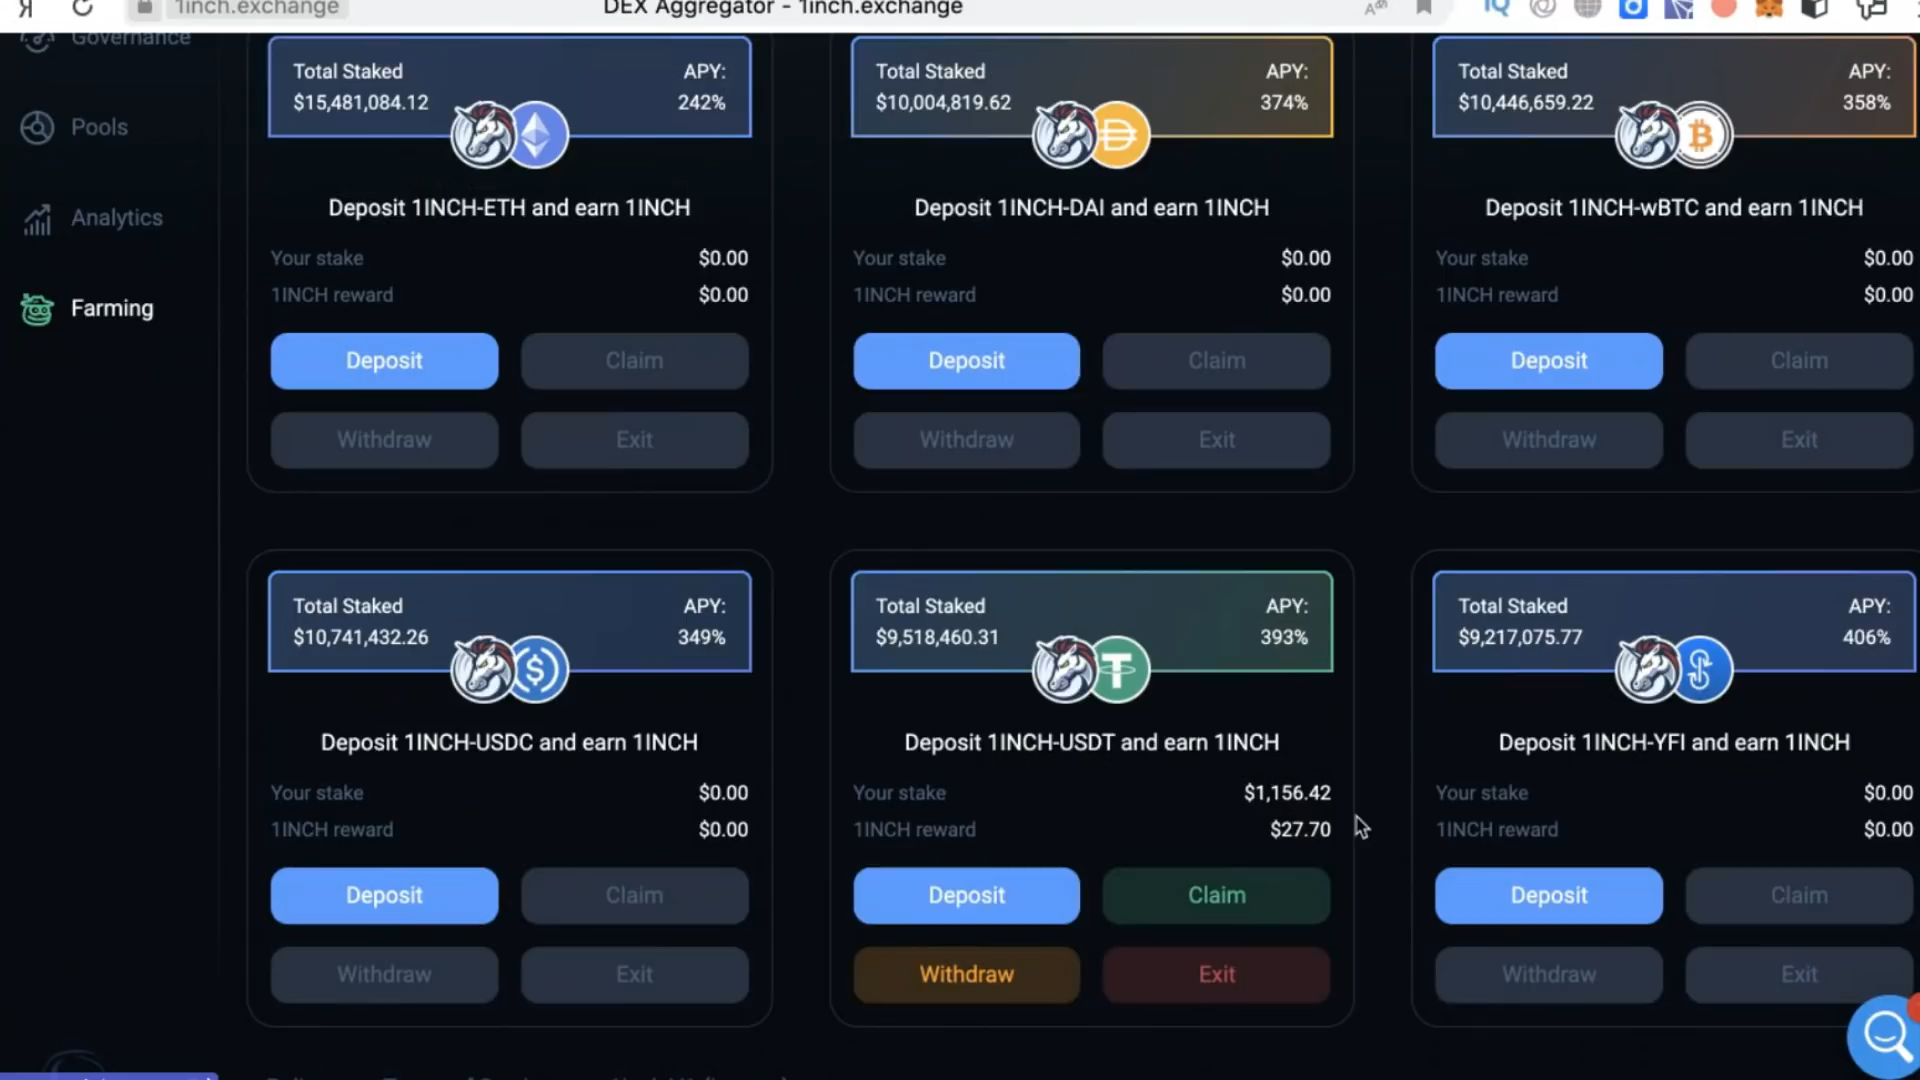 1inch.exchange
DEX Aggregator - 1inch.exchange
Governance
Pools
Analytics
Farming
Total Staked APY:
$15,481,084.12 242%
Deposit 1INCH-ETH and earn 1INCH
Your stake $0.00
1INCH reward $0.00
Deposit Claim
Withdraw Exit
Total Staked APY:
$10,004,819.62 374%
Deposit 1INCH-DAI and earn 1INCH
Your stake $0.00
1INCH reward $0.00
Deposit Claim
Withdraw Exit
Total Staked APY:
$10,446,659.22 358%
Deposit 1INCH-wBTC and earn 1INCH
Your stake $0.00
1INCH reward $0.00
Deposit Claim
Withdraw Exit
Total Staked APY:
$10,741,432.26 349%
Deposit 1INCH-USDC and earn 1INCH
Your stake $0.00
1INCH reward $0.00
Deposit Claim
Withdraw Exit
Total Staked APY:
$9,518,460.31 393%
Deposit 1INCH-USDT and earn 1INCH
Your stake $1,156.42
1INCH reward $27.70
Deposit Claim
Withdraw Exit
Total Staked APY:
$9,217,075.77 406%
Deposit 1INCH-YFI and earn 1INCH
Your stake $0.00
1INCH reward $0.00
Deposit Claim
Withdraw Exit